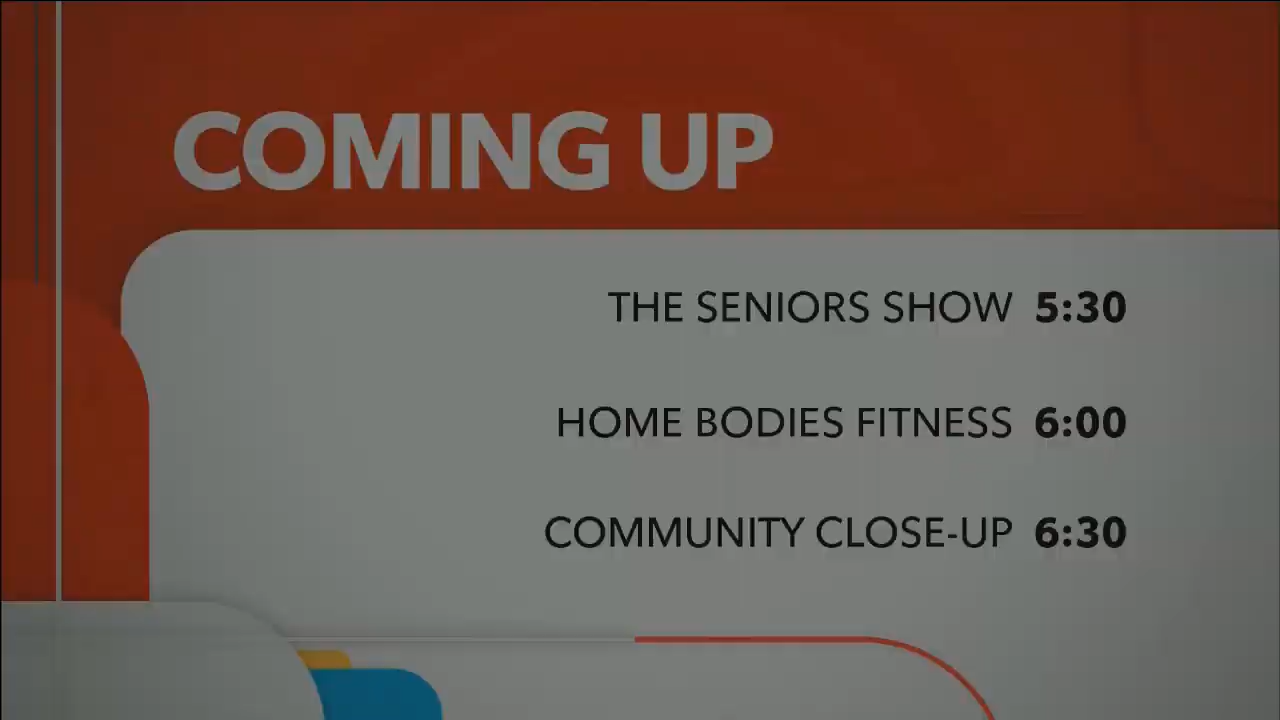 COMING UP
THE SENIORS SHOW 5:30
HOME BODIES FITNESS 6:00
COMMUNITY CLOSE-UP 6:30